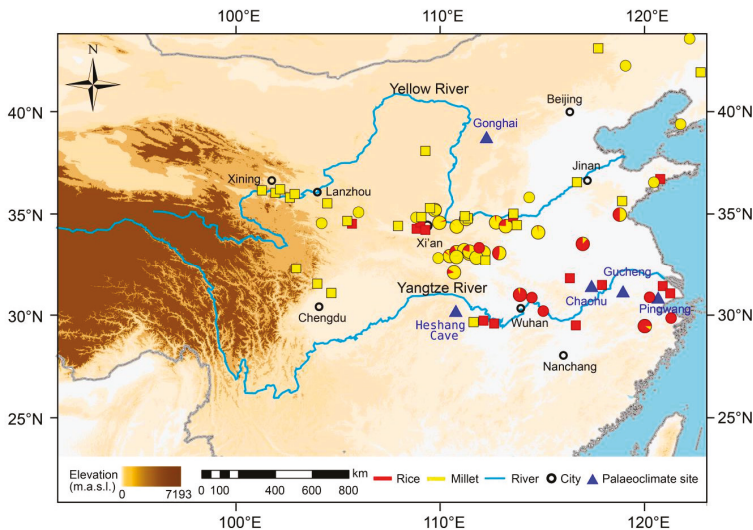 100°E 110°E 120°E
N
Yellow River
Beijing
40°N 40°N
Gonghai
Jinan
Xining
Lanzhou
35°N 35°N
Xi'an
Gucheng
Yangtze River
Chaohu
Pingwang
Chengdu
30°N 30°N
Heshang
Cave
Wuhan
Nanchang
25°N 25°N
Elevation
(m.a.s.l.)
0 7193
km
0 100 400 600 800
Rice Millet River City Palaeoclimate site
100°E 110°E 120°E